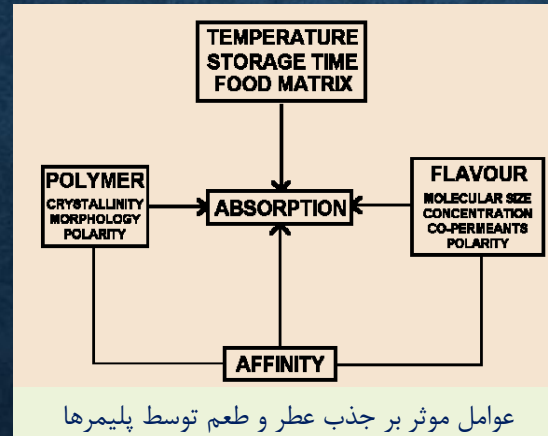 TEMPERATURE
STORAGE TIME
FOOD MATRIX
POLYMER
CRYSTALLINITY
MORPHOLOGY
POLARITY
ABSORPTION
FLAVOUR
MOLECULAR SIZE
CONCENTRATION
CO-PERMEANTS
POLARITY
AFFINITY
عوامل موثر بر جذب عطر و طعم توسط پلیمرها